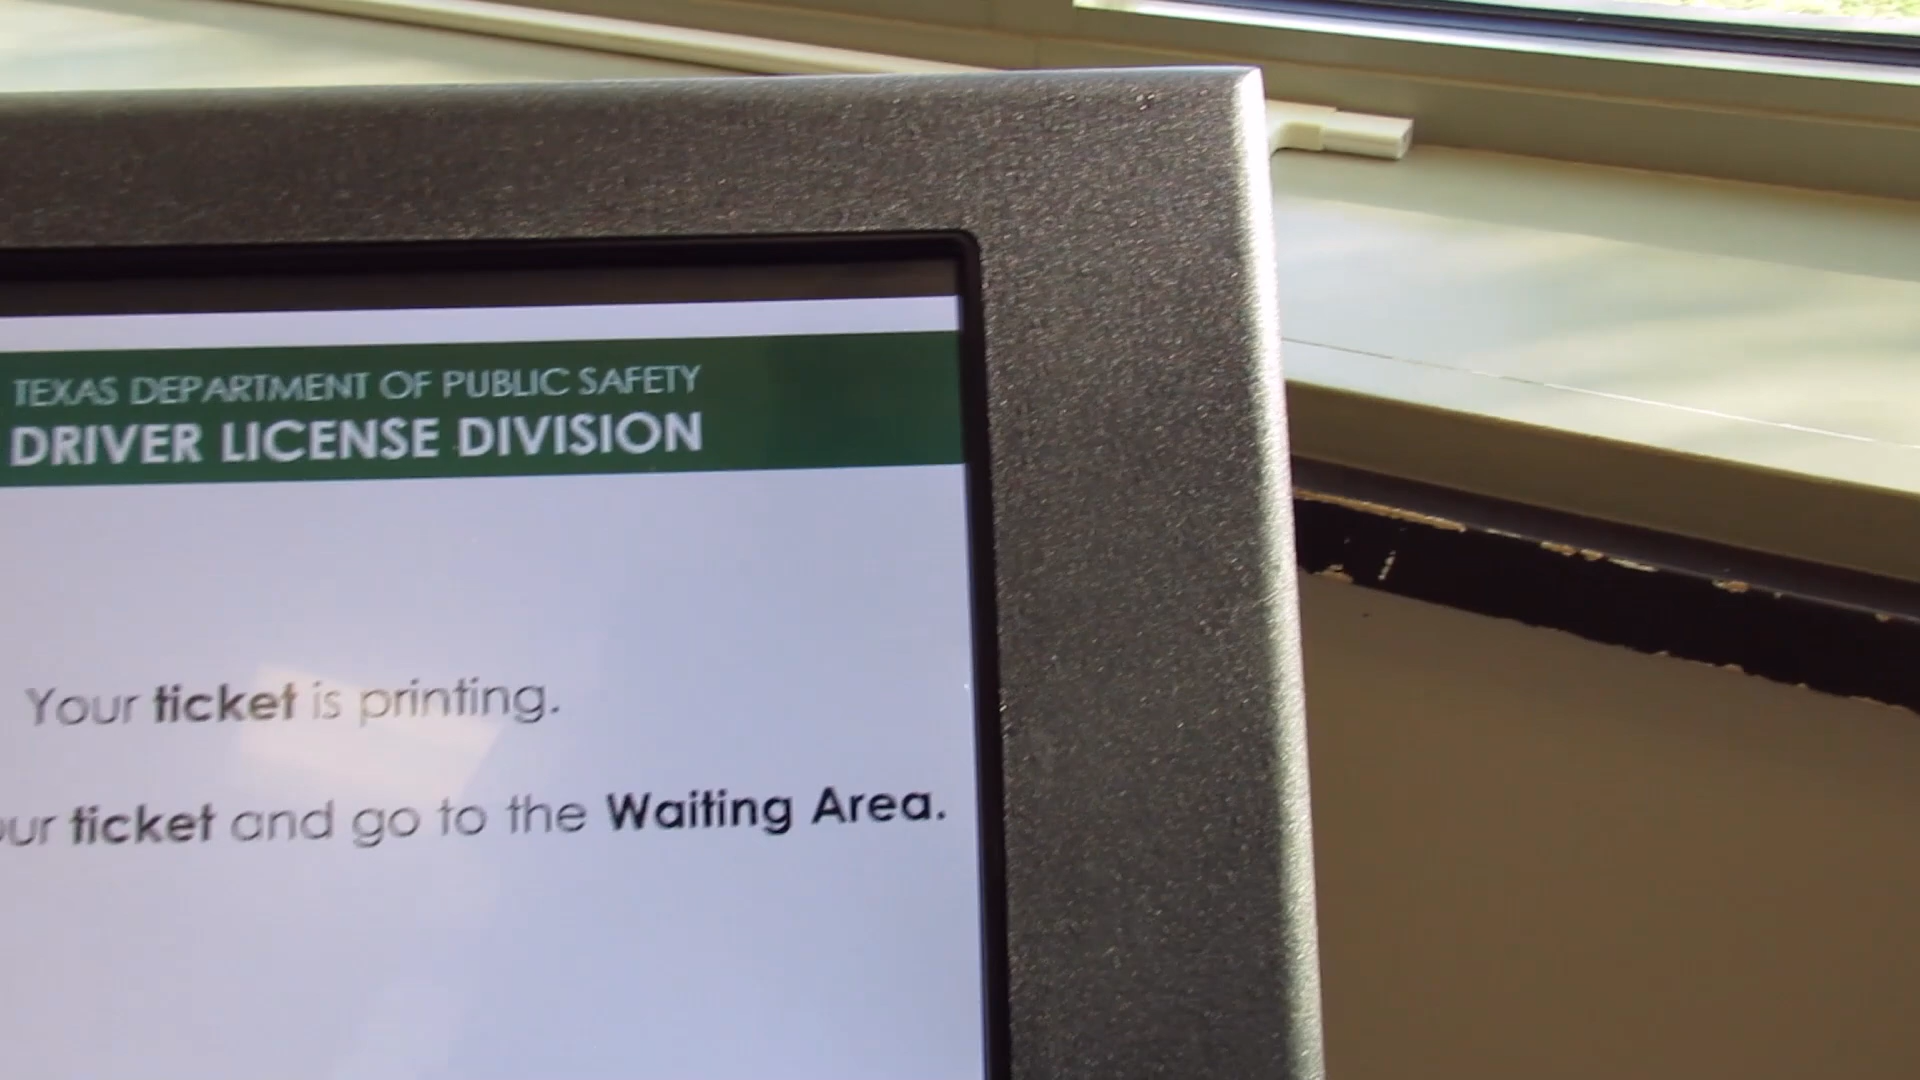 TEXAS DEPARTMENT OF PUBLIC SAFETY
DRIVER LICENSE DIVISION
Your ticket is printing.
ticket and go to the Waiting Area.